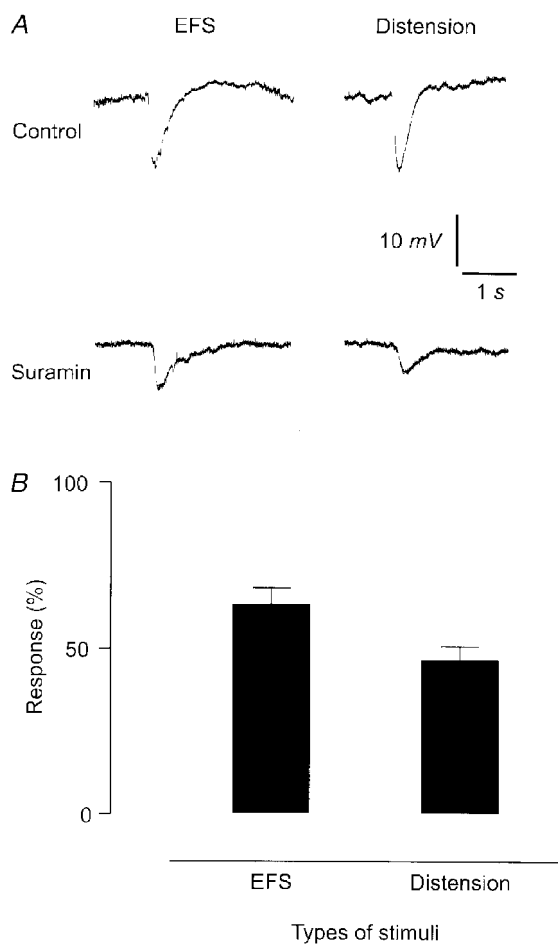 A
EFS Distension
Control
10 mV
1 s
Suramin
B
100
50
0
Response (%)
EFS Distension
Types of stimuli